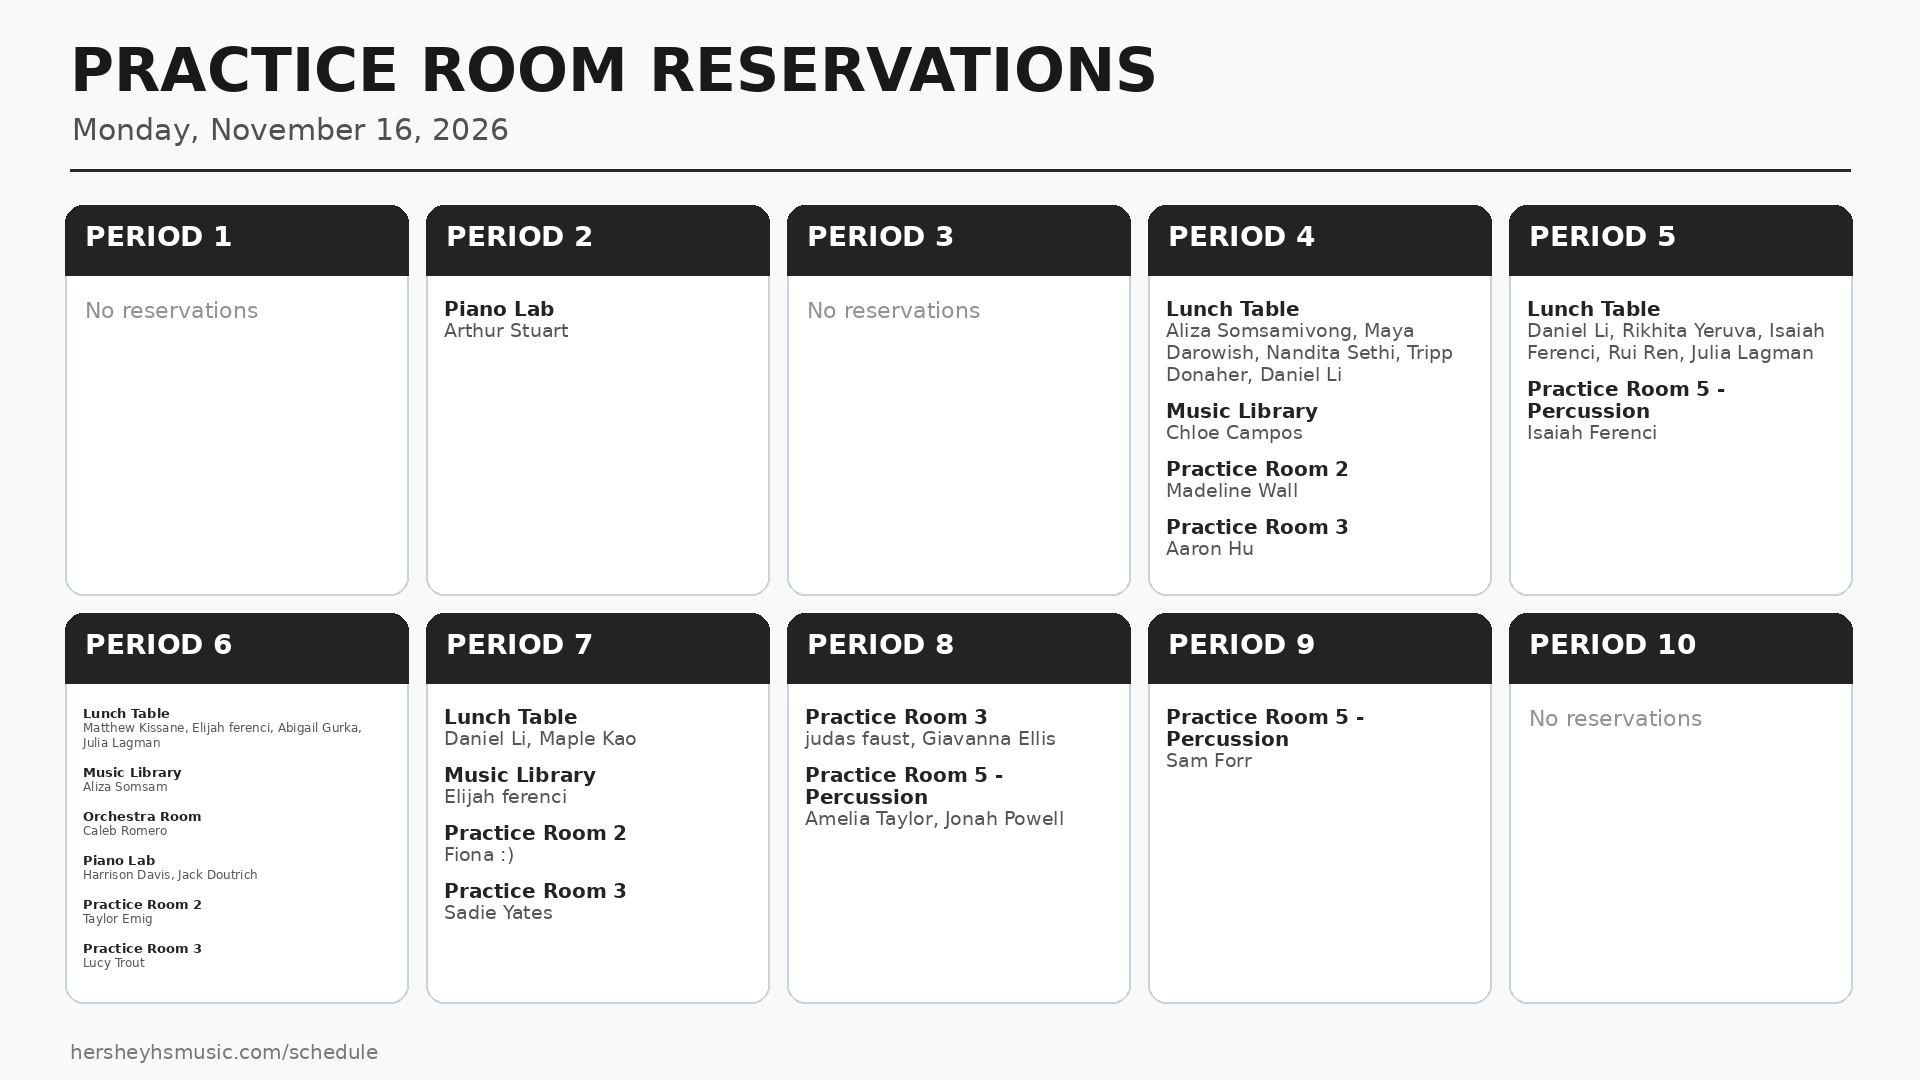 PRACTICE ROOM RESERVATIONS
Monday, November 16, 2026
PERIOD 1
No reservations
PERIOD 2
Piano Lab
Arthur Stuart
PERIOD 3
No reservations
PERIOD 4
Lunch Table
Aliza Somsamivong, Maya
Darowish, Nandita Sethi, Tripp
Donaher, Daniel Li
Music Library
Chloe Campos
Practice Room 2
Madeline Wall
Practice Room 3
Aaron Hu
PERIOD 5
Lunch Table
Daniel Li, Rikhita Yeruva, Isaiah
Ferenci, Rui Ren, Julia Lagman
Practice Room 5 -
Percussion
Isaiah Ferenci
PERIOD 6
Lunch Table
Matthew Kissane, Elijah ferenci, Abigail Gurka,
Julia Lagman
Music Library
Aliza Somsam
Orchestra Room
Caleb Romero
Piano Lab
Harrison Davis, Jack Doutrich
Practice Room 2
Taylor Emig
Practice Room 3
Lucy Trout
PERIOD 7
Lunch Table
Daniel Li, Maple Kao
Music Library
Elijah ferenci
Practice Room 2
Fiona :)
Practice Room 3
Sadie Yates
PERIOD 8
Practice Room 3
judas faust, Giavanna Ellis
Practice Room 5 -
Percussion
Amelia Taylor, Jonah Powell
PERIOD 9
Practice Room 5 -
Percussion
Sam Forr
PERIOD 10
No reservations
hersheyhsmusic.com/schedule